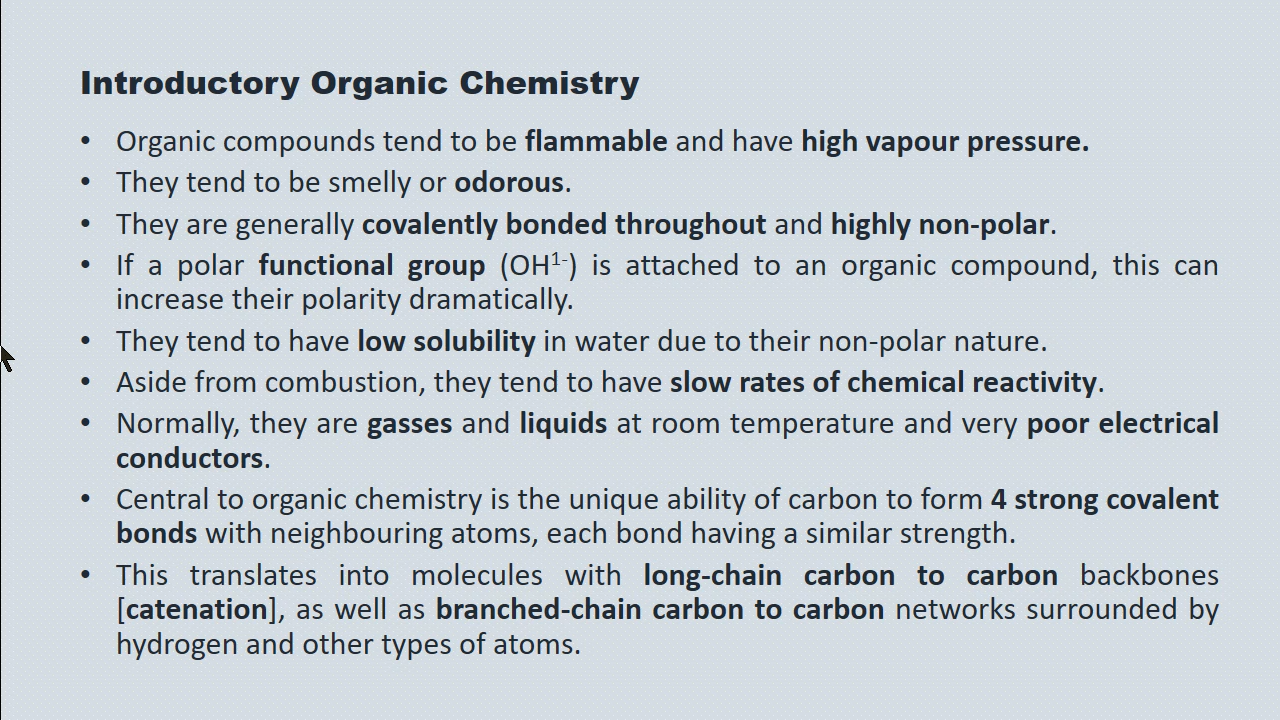 Introductory Organic Chemistry
• Organic compounds tend to be flammable and have high vapour pressure.
• They tend to be smelly or odorous.
• They are generally covalently bonded throughout and highly non-polar.
• If a polar functional group (OH¹⁻) is attached to an organic compound, this can
increase their polarity dramatically.
• They tend to have low solubility in water due to their non-polar nature.
• Aside from combustion, they tend to have slow rates of chemical reactivity.
• Normally, they are gasses and liquids at room temperature and very poor electrical
conductors.
• Central to organic chemistry is the unique ability of carbon to form 4 strong covalent
bonds with neighbouring atoms, each bond having a similar strength.
• This translates into molecules with long-chain carbon to carbon backbones
[catenation], as well as branched-chain carbon to carbon networks surrounded by
hydrogen and other types of atoms.